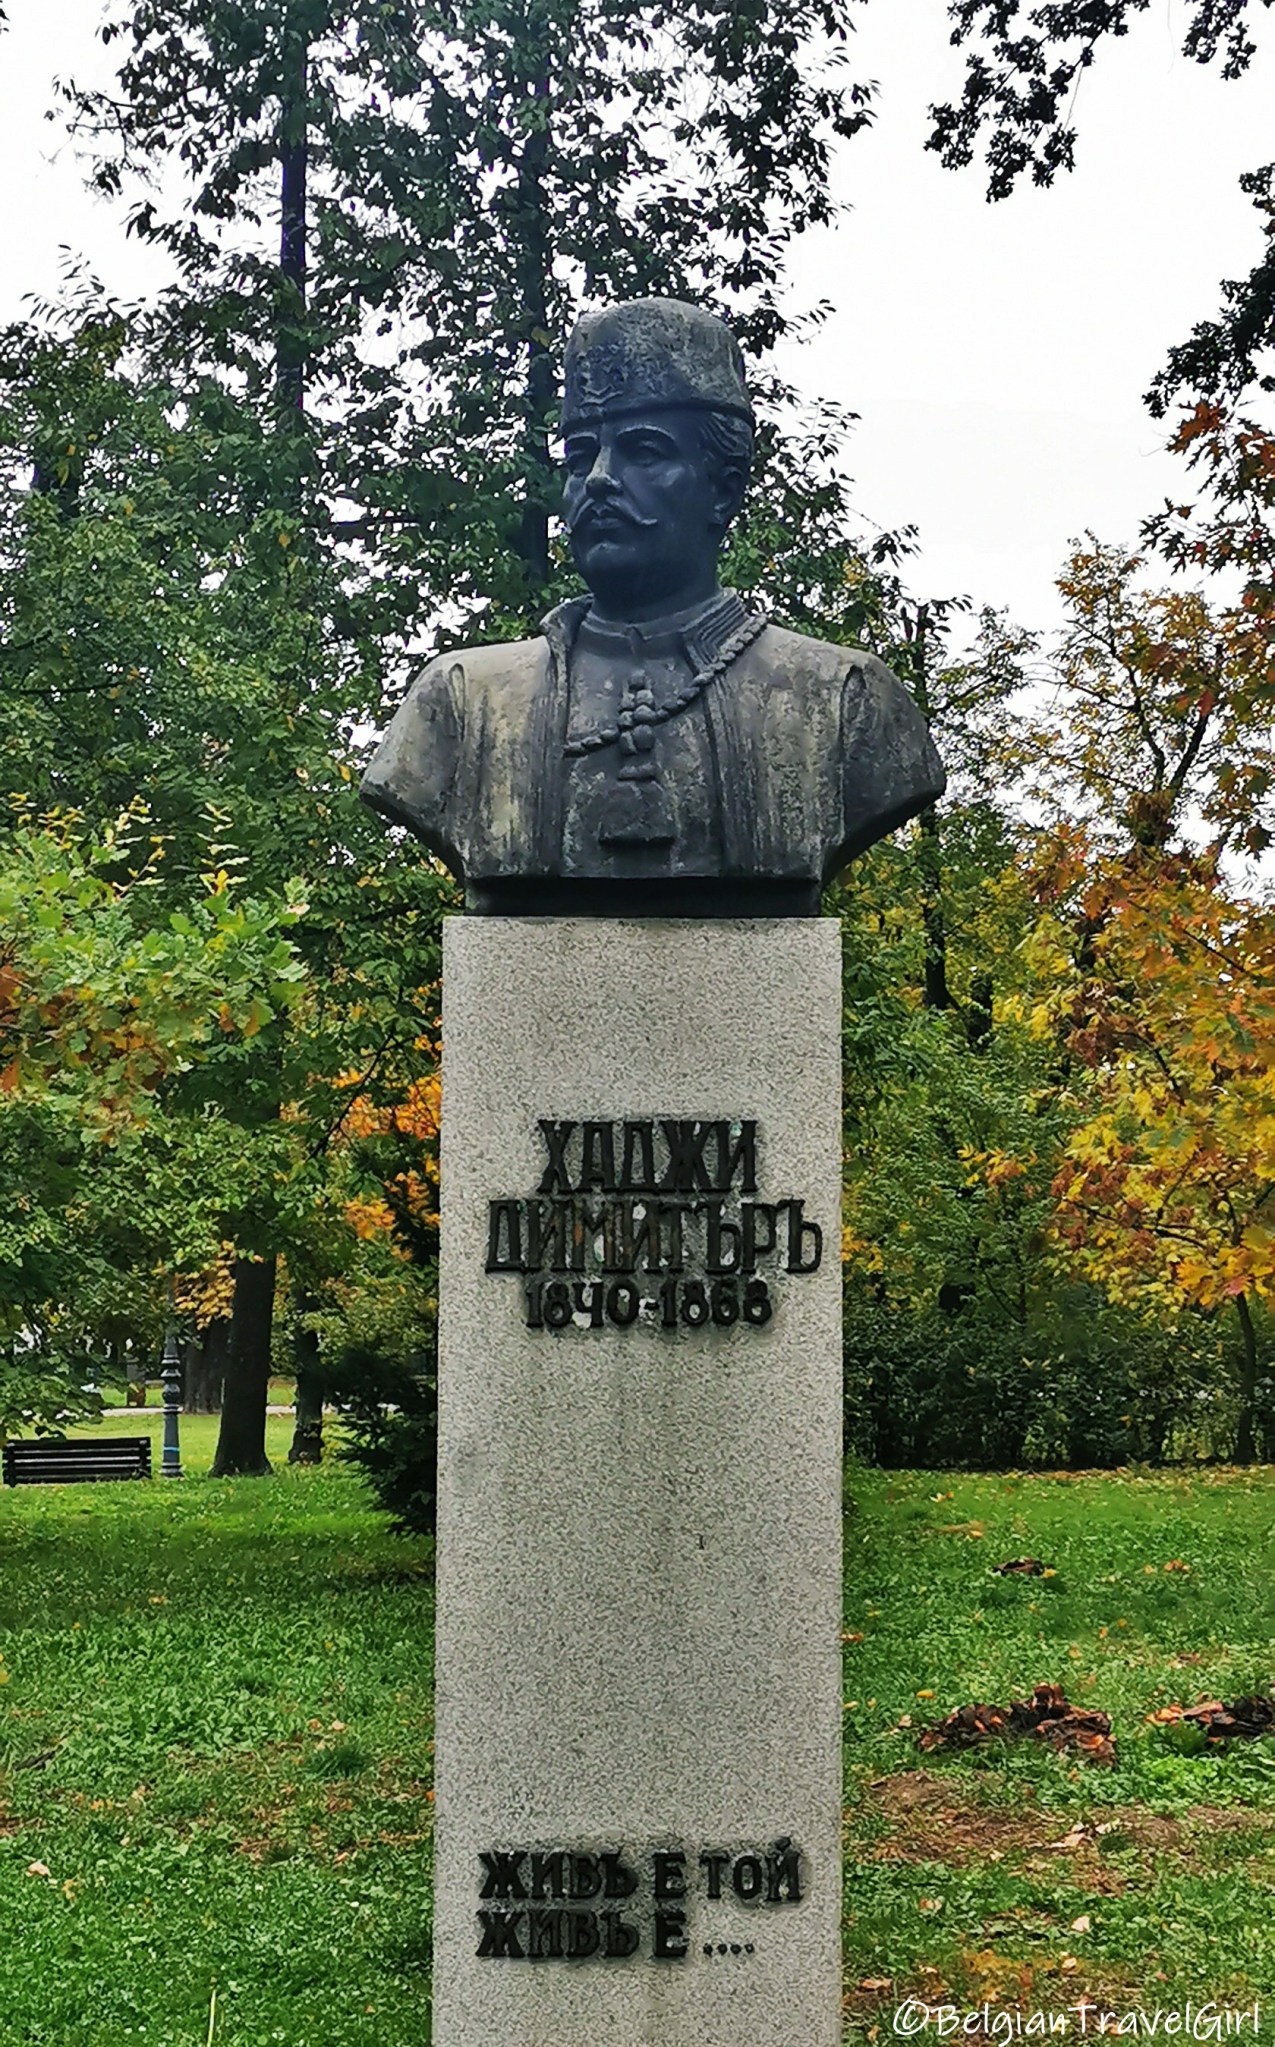 ХАДЖИ
ДИМИТЪРЪ
1840-1868
ЖИВЪ Е ТОЙ
ЖИВЪ Е ....
©BelgianTravelGirl